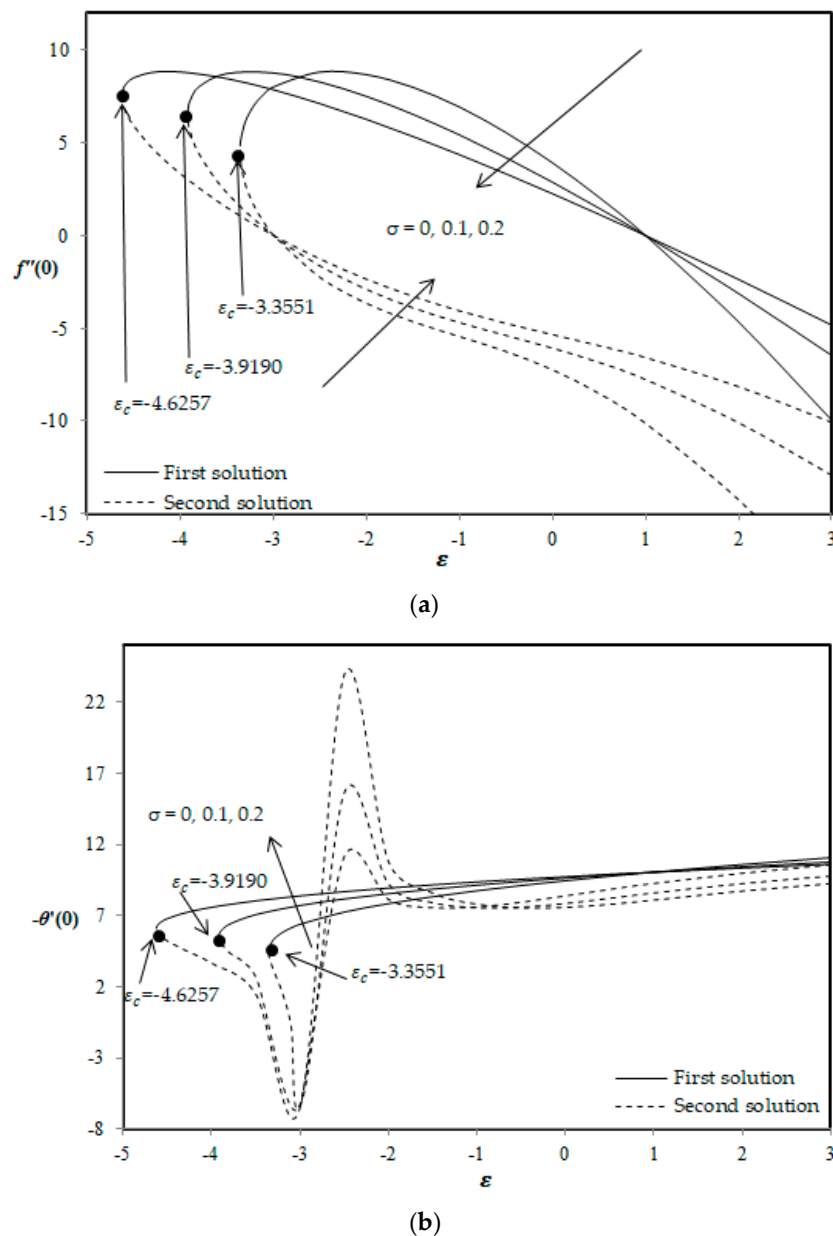 10
5
0
-5
-10
-15
f''(0)
σ = 0, 0.1, 0.2
εc=-3.3551
εc=-3.9190
εc=-4.6257
First solution
Second solution
-5 -4 -3 -2 -1 0 1 2 3
ε
(a)
22
17
12
7
2
-3
-8
-θ'(0)
σ = 0, 0.1, 0.2
εc=-3.9190
εc=-3.3551
εc=-4.6257
First solution
Second solution
-5 -4 -3 -2 -1 0 1 2 3
ε
(b)